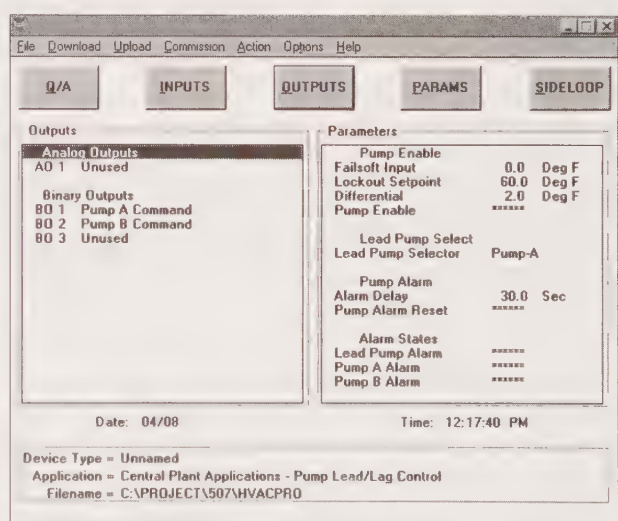 File Download Upload Commission Action Options Help
Q/A INPUTS OUTPUTS PARAMS SIDELOOP
Outputs
Analog Outputs
AO 1 Unused
Binary Outputs
BO 1 Pump A Command
BO 2 Pump B Command
BO 3 Unused
Parameters
Pump Enable
Failsoft Input 0.0 Deg F
Lockout Setpoint 60.0 Deg F
Differential 2.0 Deg F
Pump Enable ******
Lead Pump Select
Lead Pump Selector Pump-A
Pump Alarm
Alarm Delay 30.0 Sec
Pump Alarm Reset ******
Alarm States
Lead Pump Alarm ******
Pump A Alarm ******
Pump B Alarm ******
Date: 04/08 Time: 12:17:40 PM
Device Type = Unnamed
Application = Central Plant Applications - Pump Lead/Lag Control
Filename = C:\PROJECT\507\HVACPRO